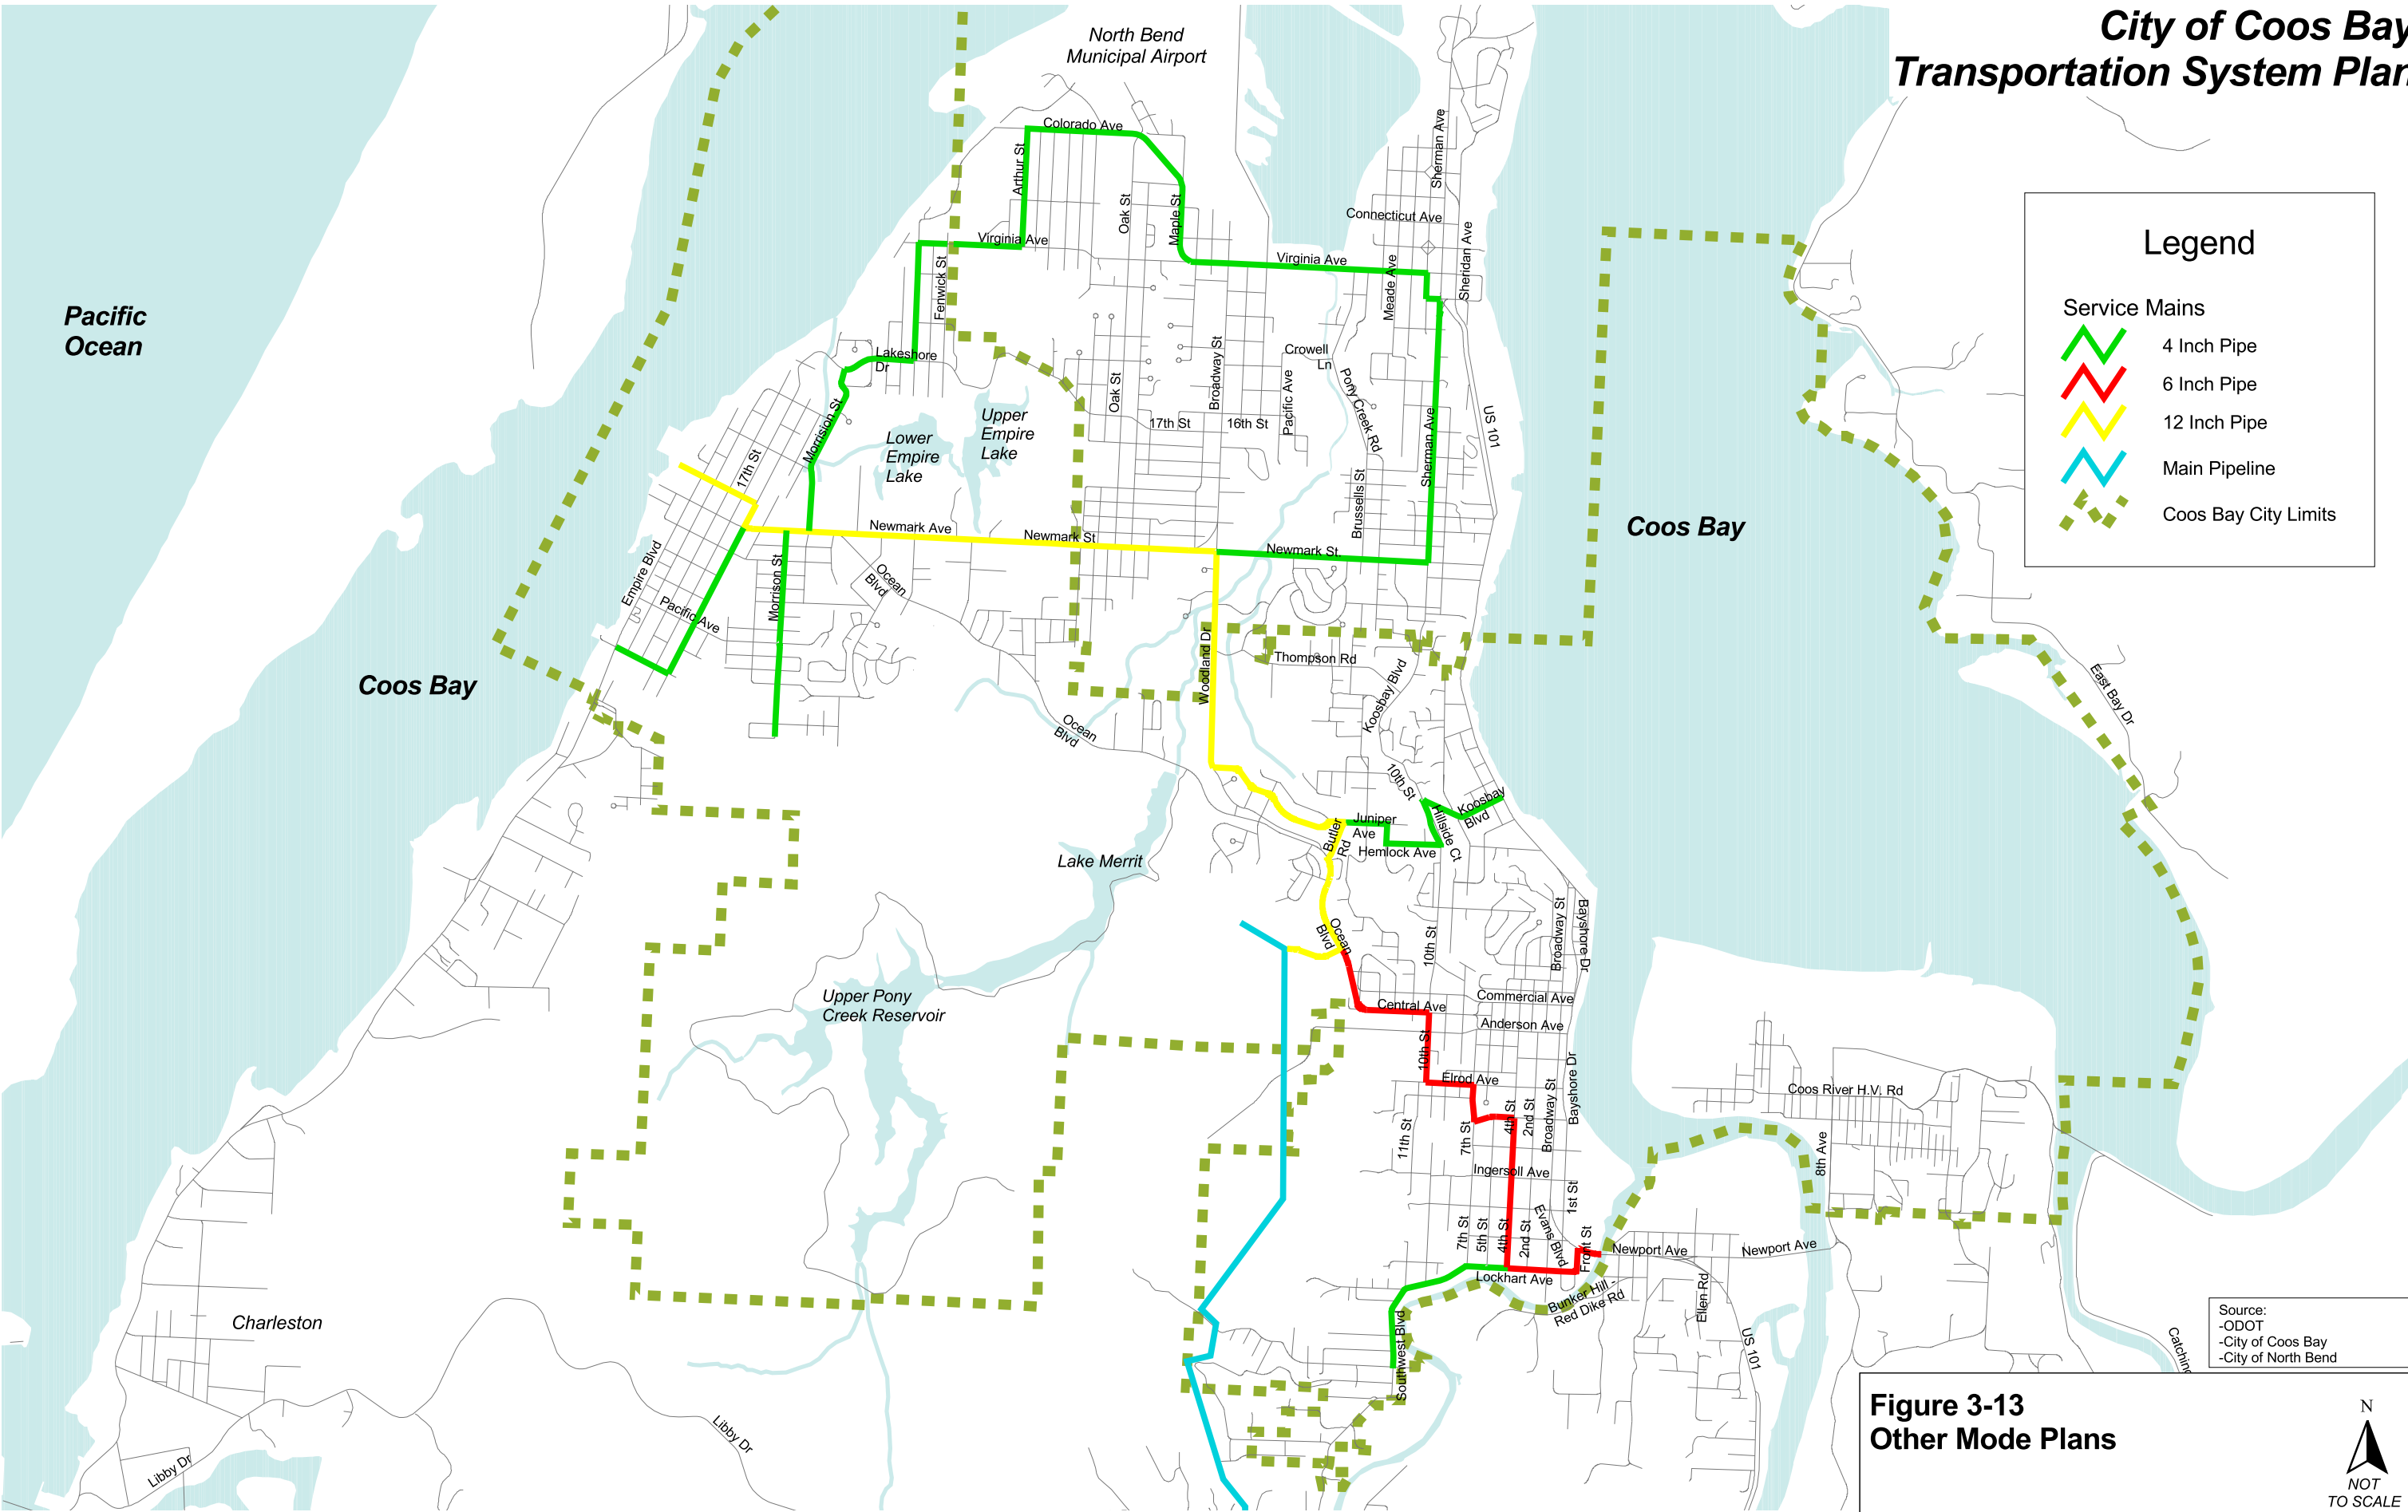 City of Coos Bay
Transportation System Plan
North Bend
Municipal Airport
Colorado Ave
Arthur St
Oak St
Maple St
Virginia Ave
Fenwick St
Virginia Ave
Connecticut Ave
Sherman Ave
Sheridan Ave
Meade Ave
Pacific
Ocean
Legend
Service Mains
4 Inch Pipe
6 Inch Pipe
12 Inch Pipe
Main Pipeline
Coos Bay City Limits
Lakeshore
Dr
Morrision St
17th St
Lower
Empire
Lake
Upper
Empire
Lake
Oak St
Broadway St
17th St
16th St
Pacific Ave
Crowell
Ln
Pony Creek Rd
Brussells St
Sherman Ave
US 101
Coos Bay
Newmark Ave
Newmark St
Newmark St.
Empire Blvd
Pacific Ave
Morrison St
Ocean
Blvd
Coos Bay
Woodland Dr
Thompson Rd
Koosbay Blvd
Ocean
Blvd
East Bay Dr
10th St
Hillside Ct
Koosbay
Blvd
Juniper
Ave
Butler
Rd
Hemlock Ave
Lake Merrit
Ocean
Blvd
10th St
Broadway St
Bayshore Dr
Upper Pony
Creek Reservoir
Central Ave
Commercial Ave
Anderson Ave
10th St
Elrod Ave
Bayshore Dr
Coos River H.V. Rd
11th St
7th St
4th St
2nd St
Broadway St
8th Ave
Ingersoll Ave
1st St
7th St
5th St
4th St
2nd St
Evans Blvd
Front St
Newport Ave
Newport Ave
Lockhart Ave
Bunker Hill -
Red Dike Rd
Ellen Rd
US 101
Southwest Blvd
Charleston
Libby Dr
Libby Dr
Catching
Source:
-ODOT
-City of Coos Bay
-City of North Bend
Figure 3-13
Other Mode Plans
N
NOT
TO SCALE